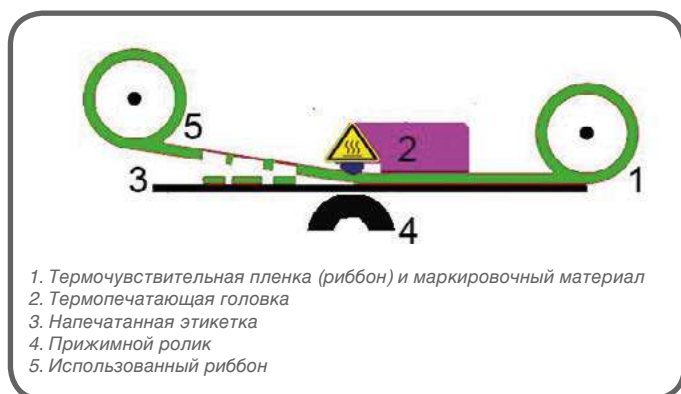 5
2
3
1
4
1. Термочувствительная пленка (риббон) и маркировочный материал
2. Термопечатающая головка
3. Напечатанная этикетка
4. Прижимной ролик
5. Использованный риббон